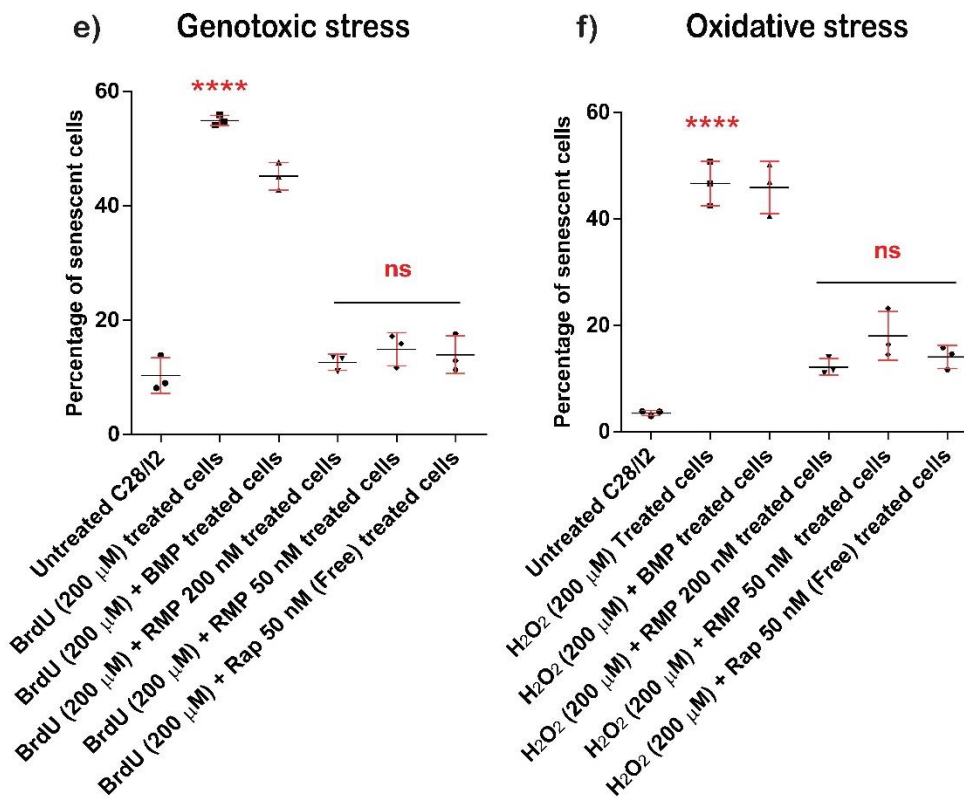 e) Genotoxic stress
Percentage of senescent cells
60
40
20
0
****
ns
Untreated C28/I2
BrdU (200 μM) treated cells
BrdU (200 μM) + BMP treated cells
BrdU (200 μM) + RMP 200 nM treated cells
BrdU (200 μM) + RMP 50 nM treated cells
BrdU (200 μM) + Rap 50 nM (Free) treated cells
f) Oxidative stress
Percentage of senescent cells
60
40
20
0
****
ns
Untreated C28/I2
H₂O₂ (200 μM) Treated cells
H₂O₂ (200 μM) + BMP treated cells
H₂O₂ (200 μM) + RMP 200 nM treated cells
H₂O₂ (200 μM) + RMP 50 nM treated cells
H₂O₂ (200 μM) + Rap 50 nM (Free) treated cells